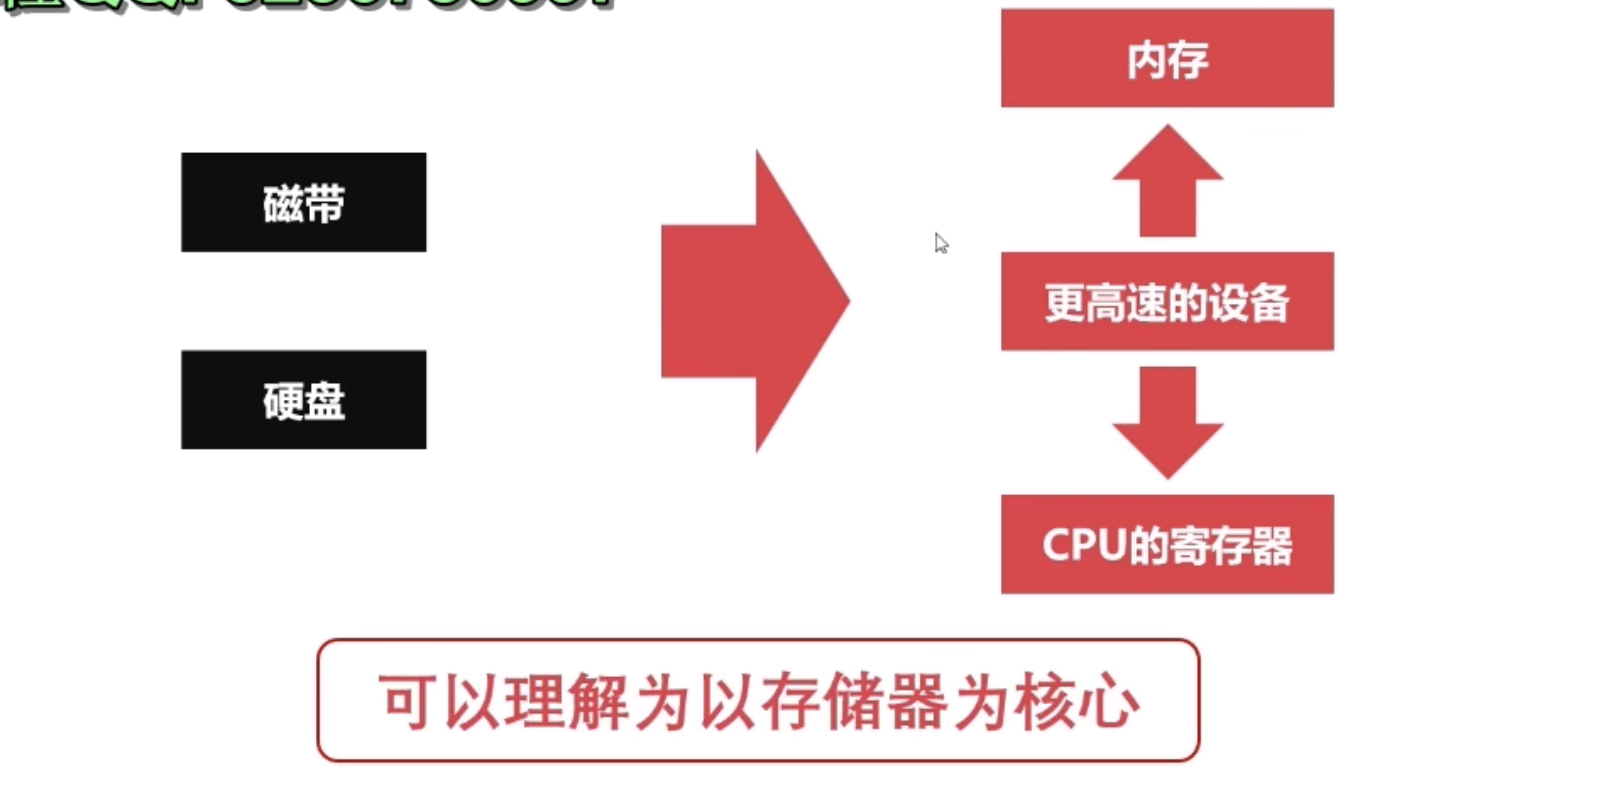 磁带
硬盘
内存
更高速的设备
CPU的寄存器
可以理解为以存储器为核心